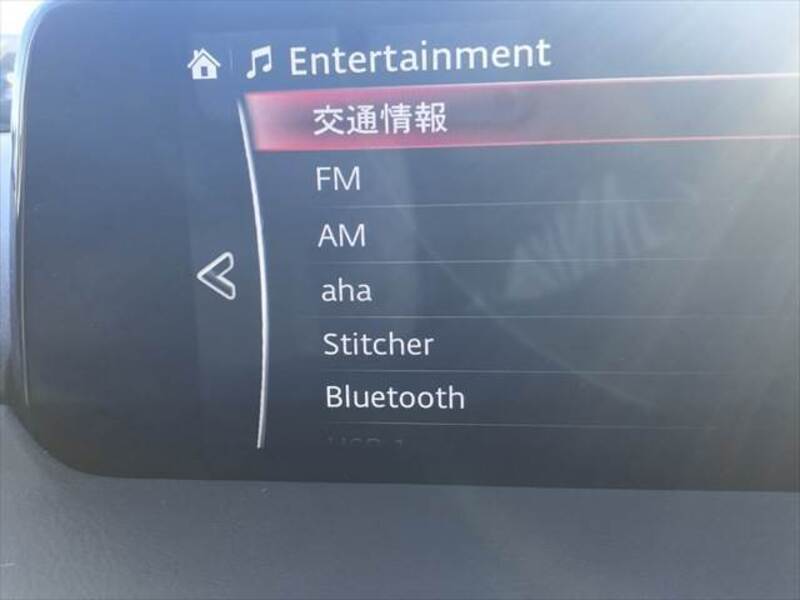 Entertainment
交通情報
FM
AM
aha
Stitcher
Bluetooth